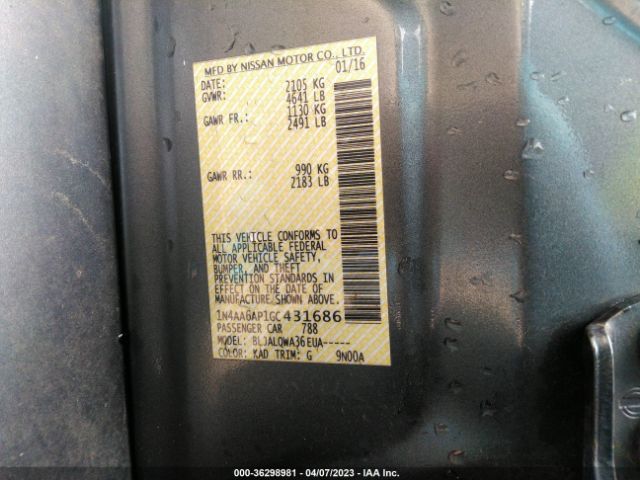 MFD BY NISSAN MOTOR CO., LTD.
DATE: 01/16
GVWR: 2105 KG
4641 LB
GAWR FR.: 1130 KG
2491 LB
GAWR RR.: 990 KG
2183 LB
THIS VEHICLE CONFORMS TO
ALL APPLICABLE FEDERAL
MOTOR VEHICLE SAFETY,
BUMPER, AND THEFT
PREVENTION STANDARDS IN
EFFECT ON THE DATE OF
MANUFACTURE SHOWN ABOVE.
1N4AA6AP1GC431686
PASSENGER CAR 788
MODEL: BLJALQWA36EUA-----
COLOR: KAD TRIM: G 9N00A
000-36298981 - 04/07/2023 - IAA Inc.